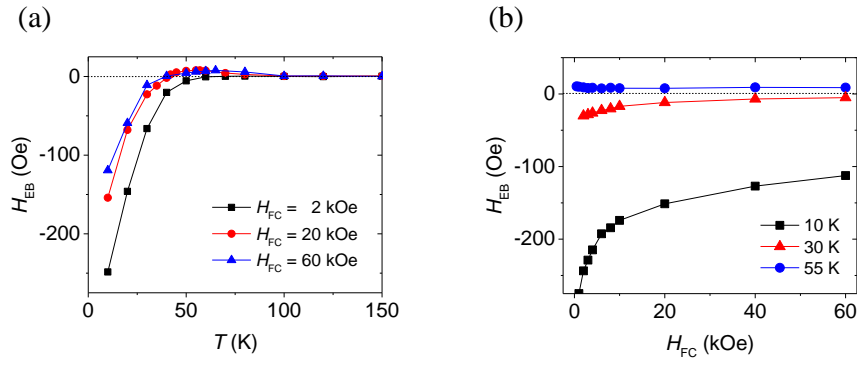 (a)
0
-100
-200
H_EB (Oe)
H_FC = 2 kOe
H_FC = 20 kOe
H_FC = 60 kOe
0 50 100 150
T (K)
(b)
0
-100
-200
H_EB (Oe)
10 K
30 K
55 K
0 20 40 60
H_FC (kOe)